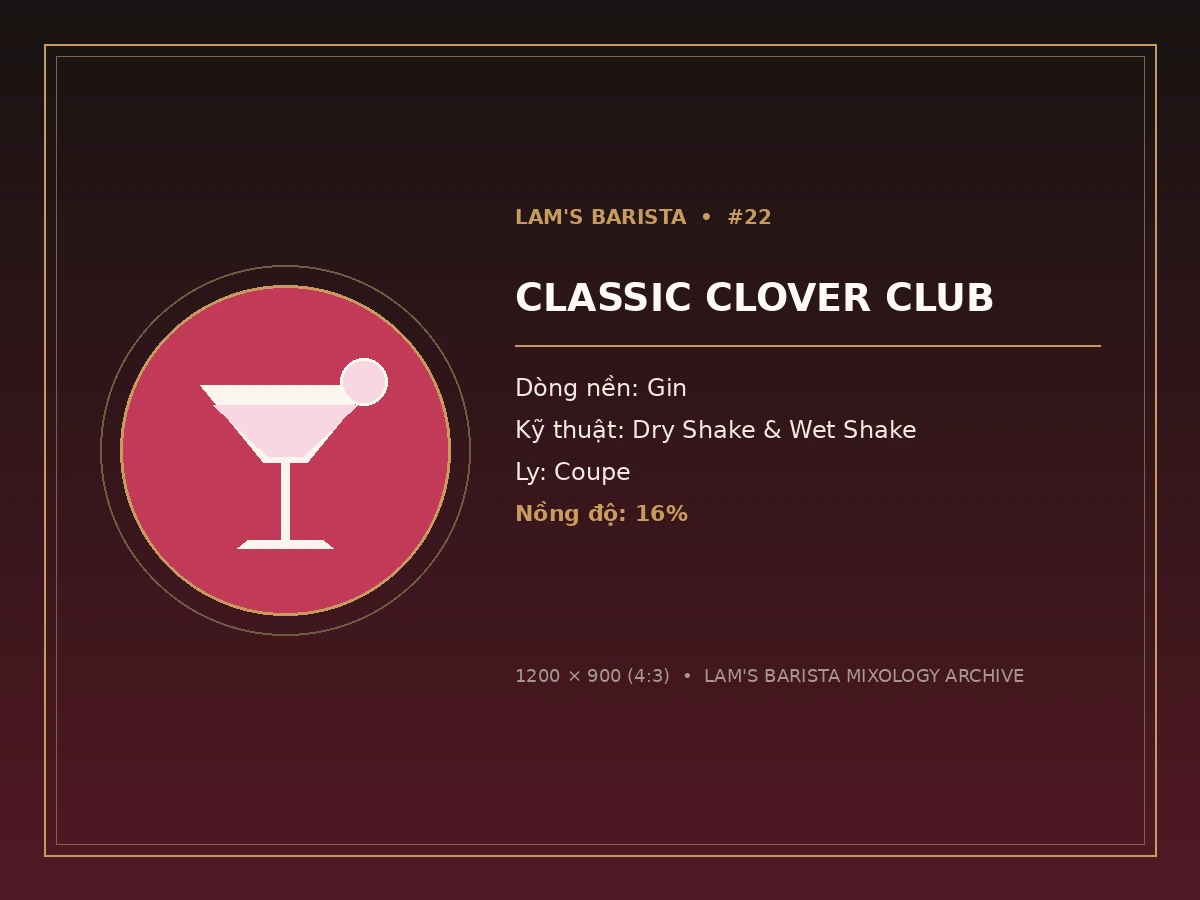 LAM'S BARISTA • #22
CLASSIC CLOVER CLUB
Dòng nền: Gin
Kỹ thuật: Dry Shake & Wet Shake
Ly: Coupe
Nồng độ: 16%
1200 × 900 (4:3) • LAM'S BARISTA MIXOLOGY ARCHIVE